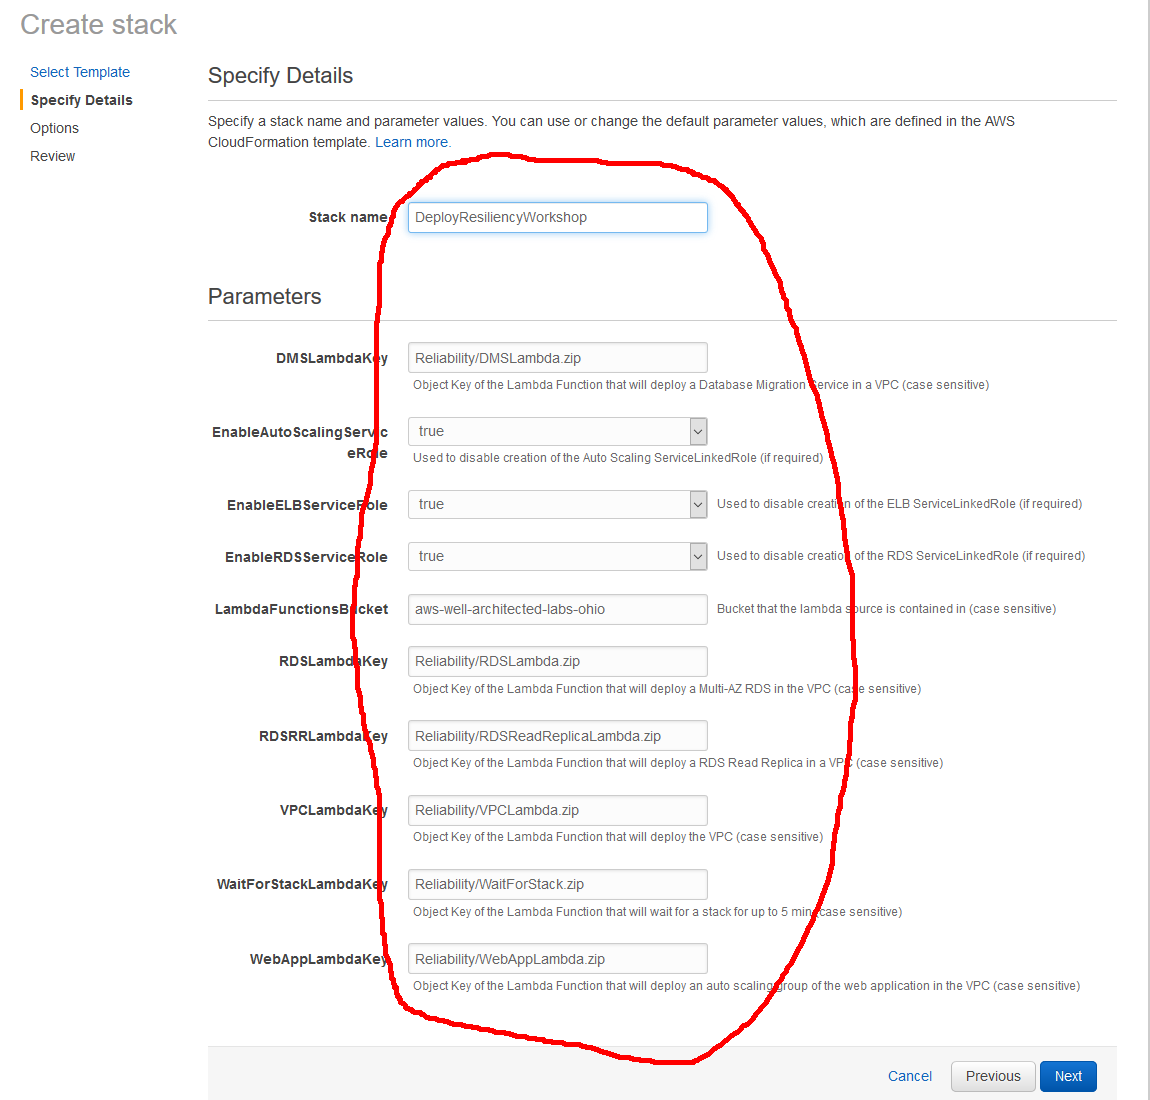 Create stack
Select Template
Specify Details
Options
Review
Specify Details
Specify a stack name and parameter values. You can use or change the default parameter values, which are defined in the AWS
CloudFormation template. Learn more.
Stack name
DeployResiliencyWorkshop
Parameters
DMSLambdaKey
Reliability/DMSLambda.zip
Object Key of the Lambda Function that will deploy a Database Migration Service in a VPC (case sensitive)
EnableAutoScalingServic
eRole
true
Used to disable creation of the Auto Scaling ServiceLinkedRole (if required)
EnableELBServiceRole
true
Used to disable creation of the ELB ServiceLinkedRole (if required)
EnableRDSServiceRole
true
Used to disable creation of the RDS ServiceLinkedRole (if required)
LambdaFunctionsBucket
aws-well-architected-labs-ohio
Bucket that the lambda source is contained in (case sensitive)
RDSLambdaKey
Reliability/RDSLambda.zip
Object Key of the Lambda Function that will deploy a Multi-AZ RDS in the VPC (case sensitive)
RDSRRLambdaKey
Reliability/RDSReadReplicaLambda.zip
Object Key of the Lambda Function that will deploy a RDS Read Replica in a VPC (case sensitive)
VPCLambdaKey
Reliability/VPCLambda.zip
Object Key of the Lambda Function that will deploy the VPC (case sensitive)
WaitForStackLambdaKey
Reliability/WaitForStack.zip
Object Key of the Lambda Function that will wait for a stack for up to 5 min (case sensitive)
WebAppLambdaKey
Reliability/WebAppLambda.zip
Object Key of the Lambda Function that will deploy an auto scaling group of the web application in the VPC (case sensitive)
Cancel
Previous
Next